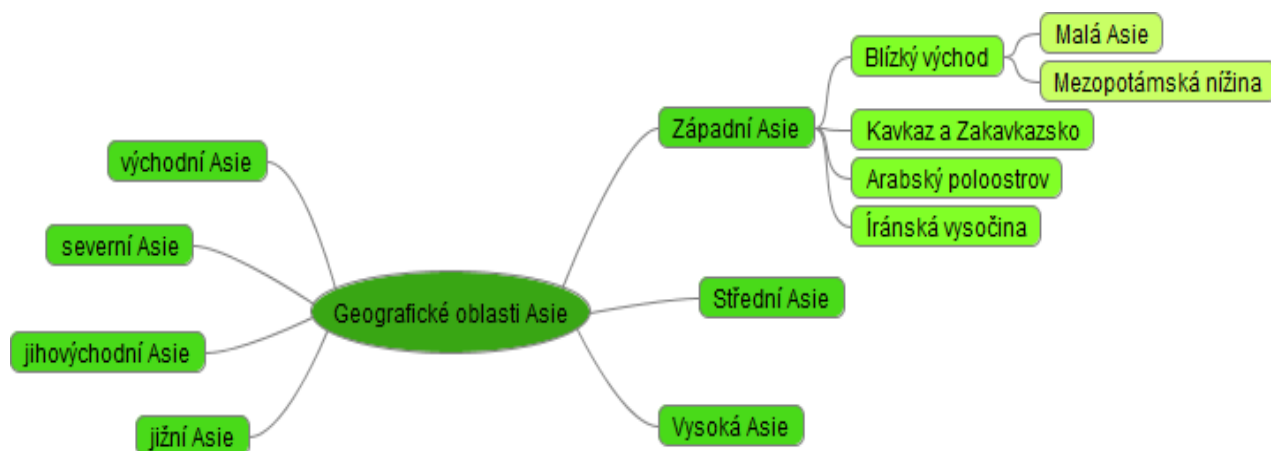 Geografické oblasti Asie
východní Asie
severní Asie
jihovýchodní Asie
jižní Asie
Západní Asie
Blízký východ
Malá Asie
Mezopotámská nížina
Kavkaz a Zakavkazsko
Arabský poloostrov
Íránská vysočina
Střední Asie
Vysoká Asie